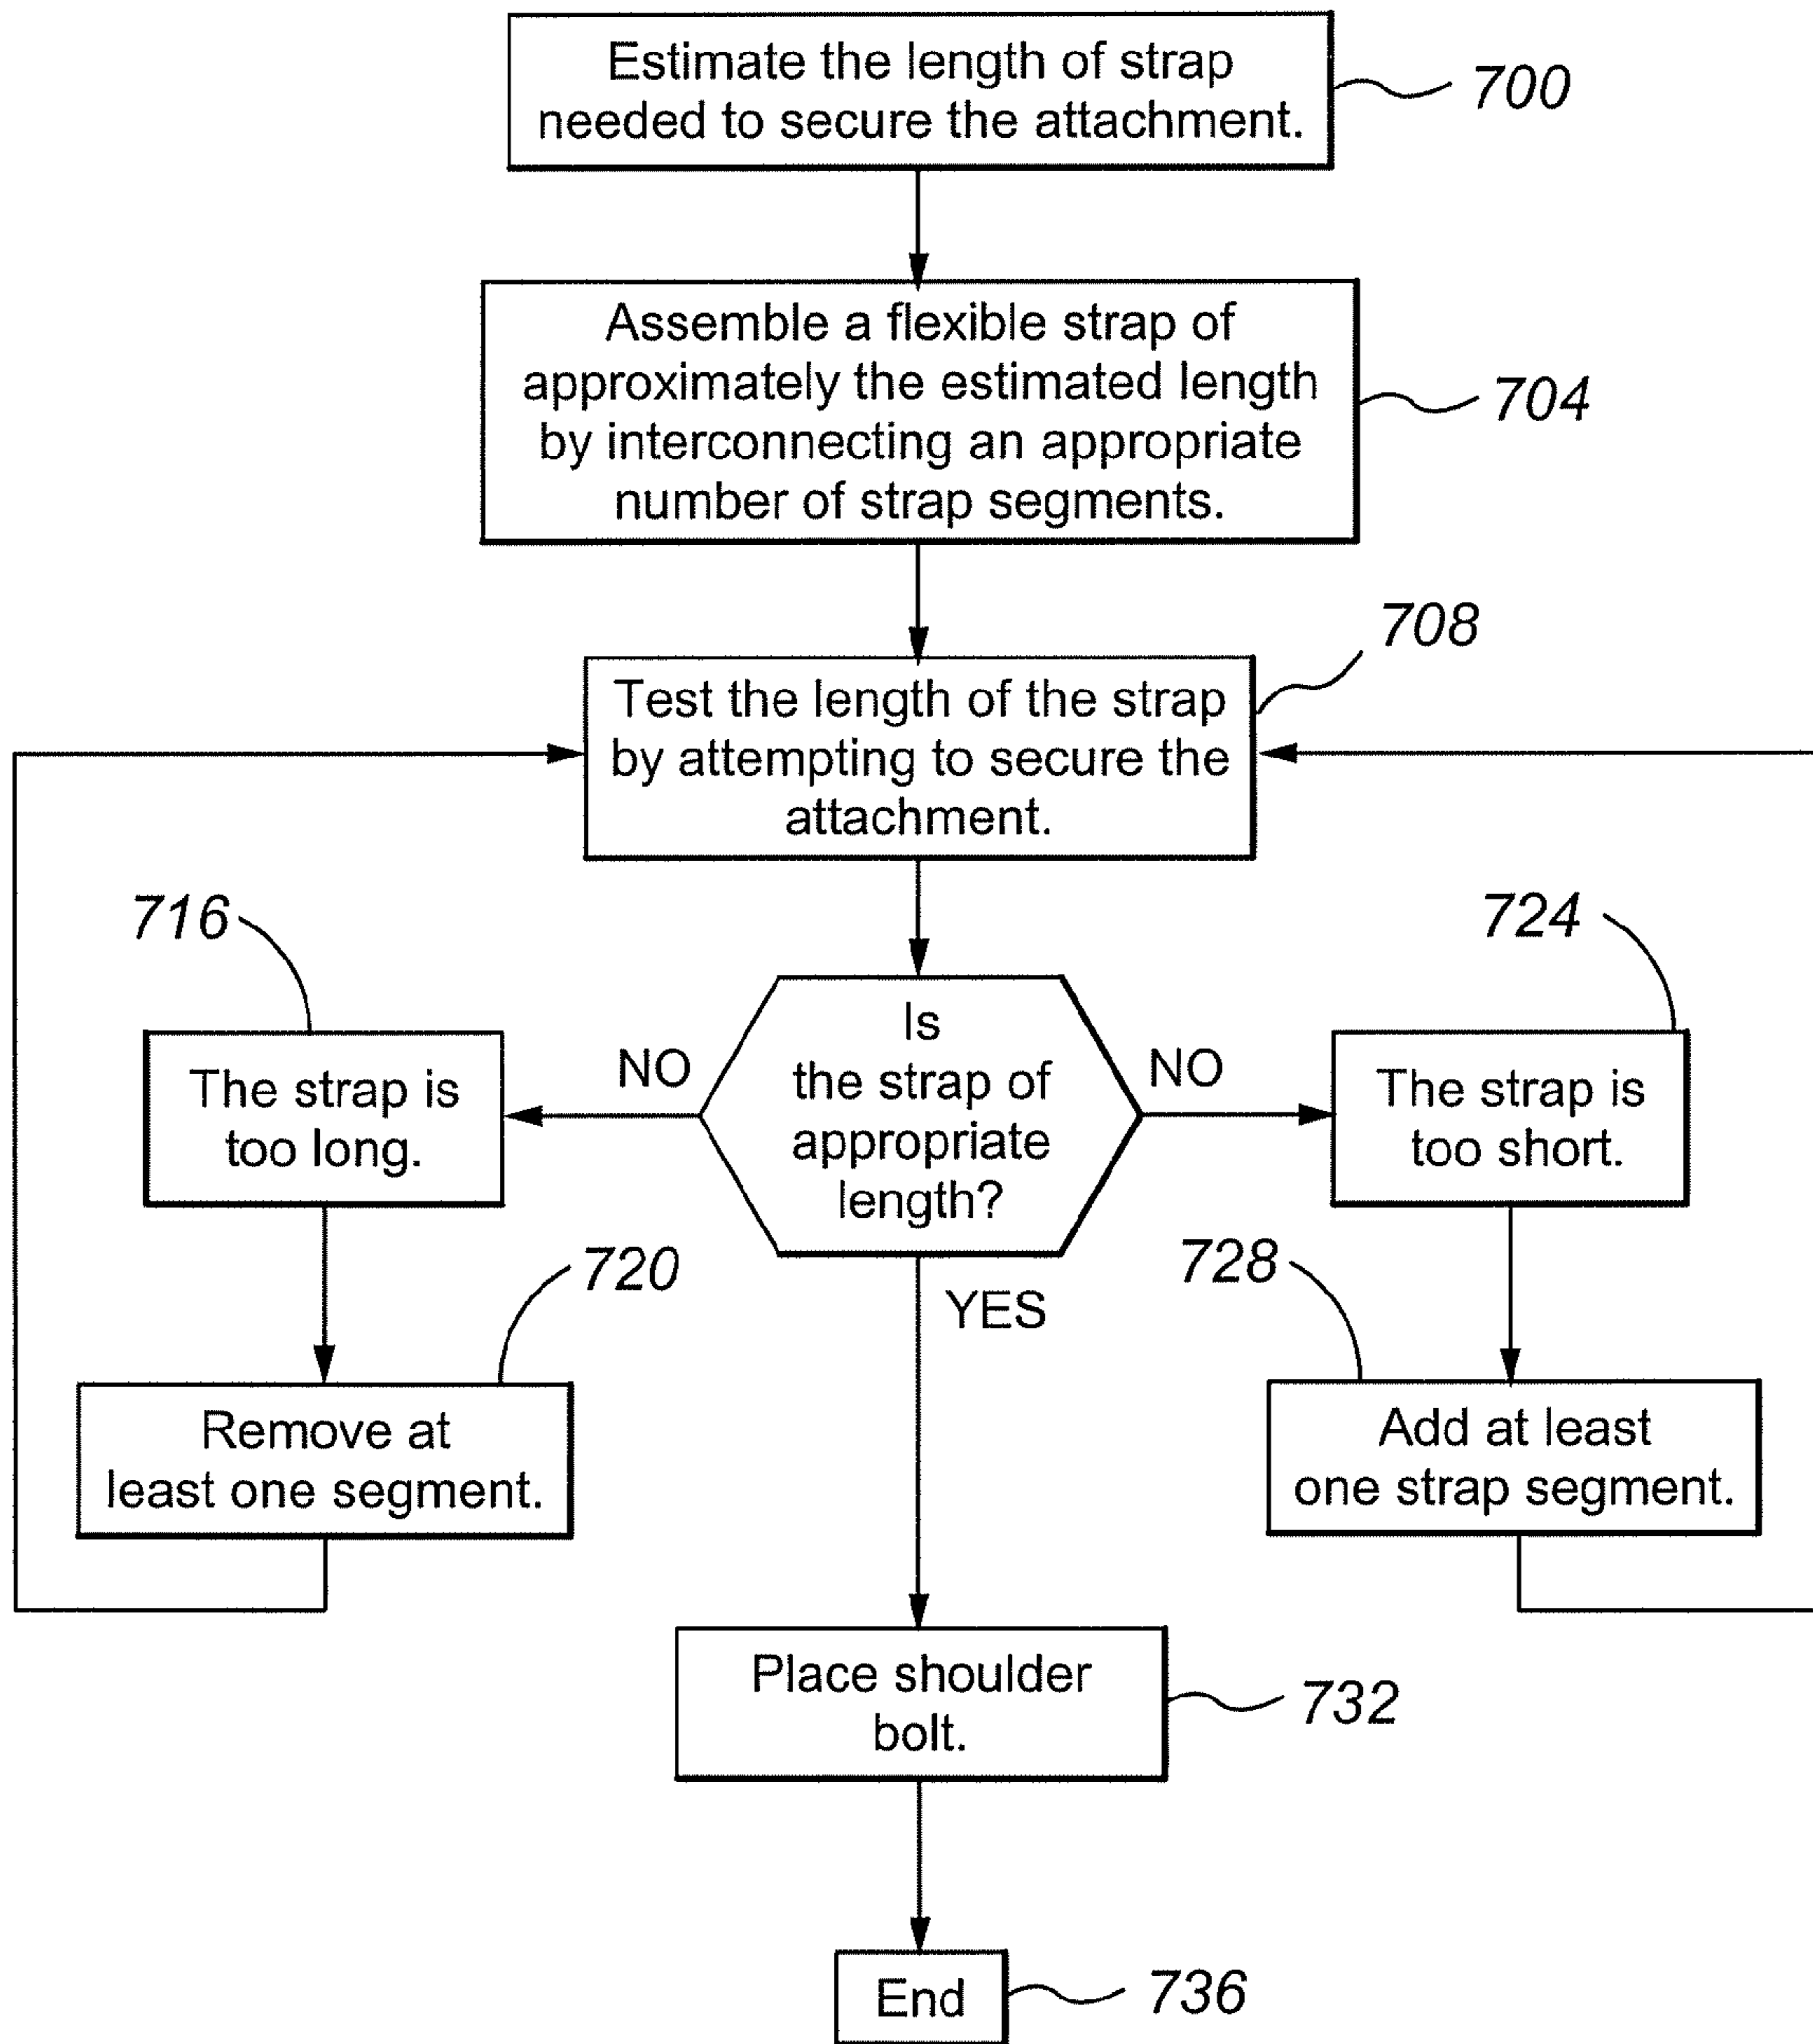 Estimate the length of strap
needed to secure the attachment.
700
Assemble a flexible strap of
approximately the estimated length
by interconnecting an appropriate
number of strap segments.
704
708
Test the length of the strap
by attempting to secure the
attachment.
716
724
Is
the strap of
appropriate
length?
NO
NO
The strap is
too long.
The strap is
too short.
720
728
YES
Remove at
least one segment.
Add at least
one strap segment.
Place shoulder
bolt.
732
End
736